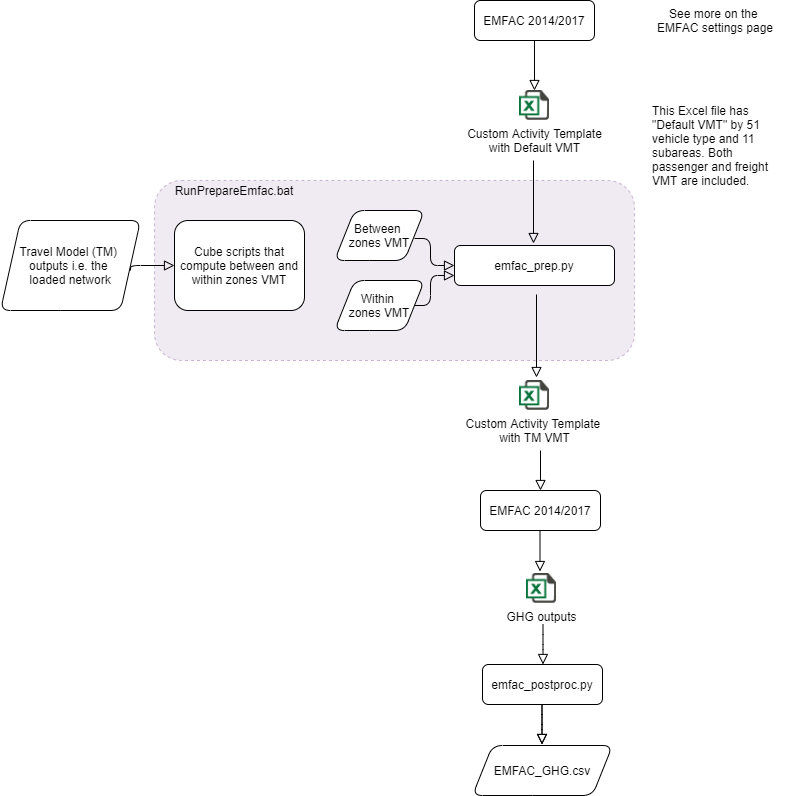 EMFAC 2014/2017
See more on the
EMFAC settings page
Custom Activity Template
with Default VMT
This Excel file has
"Default VMT" by 51
vehicle type and 11
subareas. Both
passenger and freight
VMT are included.
RunPrepareEmfac.bat
Travel Model (TM)
outputs i.e. the
loaded network
Cube scripts that
compute between and
within zones VMT
Between
zones VMT
Within
zones VMT
emfac_prep.py
Custom Activity Template
with TM VMT
EMFAC 2014/2017
GHG outputs
emfac_postproc.py
EMFAC_GHG.csv